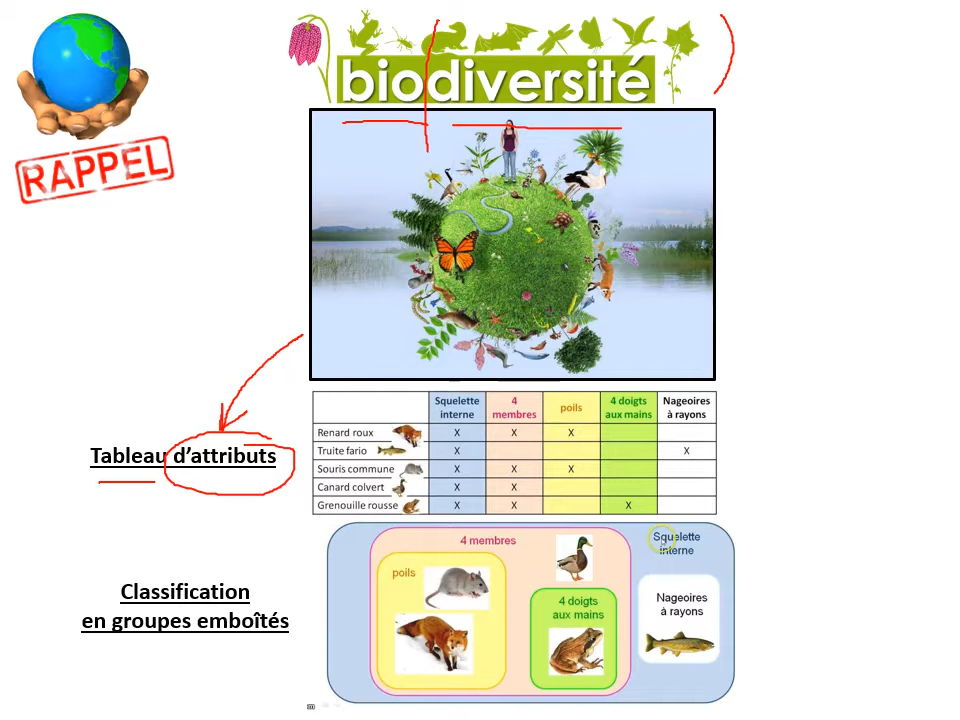 biodiversité
RAPPEL
Squelette interne 4 membres poils 4 doigts aux mains Nageoires à rayons
Renard roux X X X
Truite fario X X
Souris commune X X X
Canard colvert X X
Grenouille rousse X X X
Tableau d'attributs
4 membres
Squelette
interne
poils
4 doigts
aux mains
Nageoires
à rayons
Classification
en groupes emboîtés